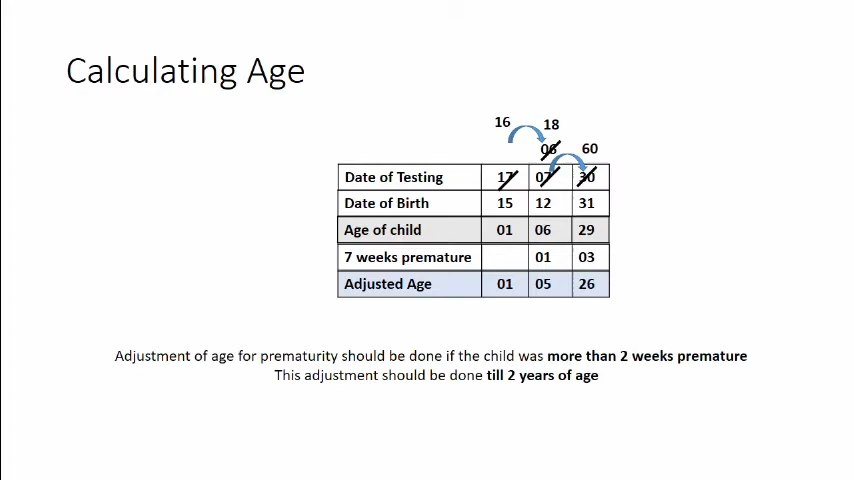 Calculating Age
16 18
06 60
Date of Testing 17 07 30
Date of Birth 15 12 31
Age of child 01 06 29
7 weeks premature 01 03
Adjusted Age 01 05 26
Adjustment of age for prematurity should be done if the child was more than 2 weeks premature
This adjustment should be done till 2 years of age